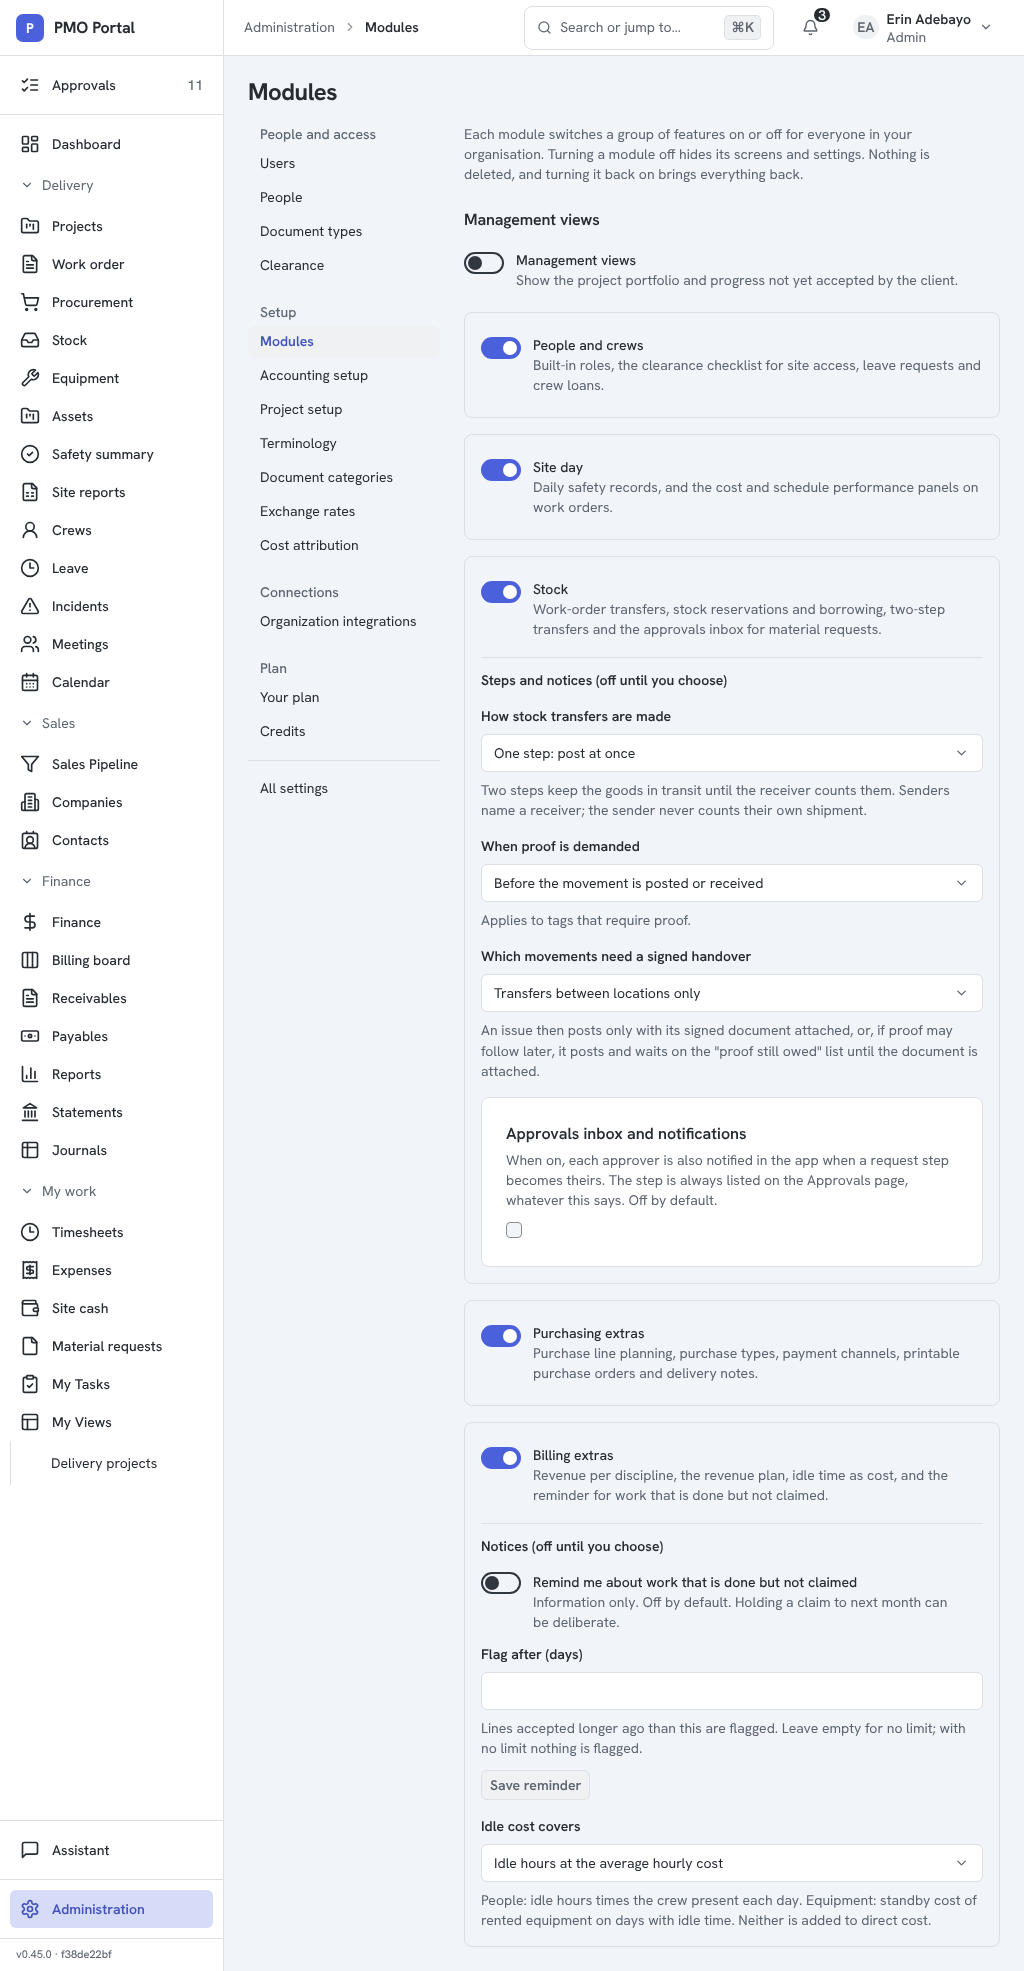 P PMO Portal
Administration > Modules
Search or jump to...
⌘K
3
EA
Erin Adebayo
Admin
Approvals 11
Dashboard
Delivery
Projects
Work order
Procurement
Stock
Equipment
Assets
Safety summary
Site reports
Crews
Leave
Incidents
Meetings
Calendar
Sales
Sales Pipeline
Companies
Contacts
Finance
Finance
Billing board
Receivables
Payables
Reports
Statements
Journals
My work
Timesheets
Expenses
Site cash
Material requests
My Tasks
My Views
Delivery projects
Assistant
Administration
v0.45.0 · f38de22bf
Modules
People and access
Users
People
Document types
Clearance
Setup
Modules
Accounting setup
Project setup
Terminology
Document categories
Exchange rates
Cost attribution
Connections
Organization integrations
Plan
Your plan
Credits
All settings
Each module switches a group of features on or off for everyone in your
organisation. Turning a module off hides its screens and settings. Nothing is
deleted, and turning it back on brings everything back.
Management views
Management views
Show the project portfolio and progress not yet accepted by the client.
People and crews
Built-in roles, the clearance checklist for site access, leave requests and
crew loans.
Site day
Daily safety records, and the cost and schedule performance panels on
work orders.
Stock
Work-order transfers, stock reservations and borrowing, two-step
transfers and the approvals inbox for material requests.
Steps and notices (off until you choose)
How stock transfers are made
One step: post at once
Two steps keep the goods in transit until the receiver counts them. Senders
name a receiver; the sender never counts their own shipment.
When proof is demanded
Before the movement is posted or received
Applies to tags that require proof.
Which movements need a signed handover
Transfers between locations only
An issue then posts only with its signed document attached, or, if proof may
follow later, it posts and waits on the "proof still owed" list until the document is
attached.
Approvals inbox and notifications
When on, each approver is also notified in the app when a request step
becomes theirs. The step is always listed on the Approvals page,
whatever this says. Off by default.
Purchasing extras
Purchase line planning, purchase types, payment channels, printable
purchase orders and delivery notes.
Billing extras
Revenue per discipline, the revenue plan, idle time as cost, and the
reminder for work that is done but not claimed.
Notices (off until you choose)
Remind me about work that is done but not claimed
Information only. Off by default. Holding a claim to next month can
be deliberate.
Flag after (days)
Lines accepted longer ago than this are flagged. Leave empty for no limit; with
no limit nothing is flagged.
Save reminder
Idle cost covers
Idle hours at the average hourly cost
People: idle hours times the crew present each day. Equipment: standby cost of
rented equipment on days with idle time. Neither is added to direct cost.